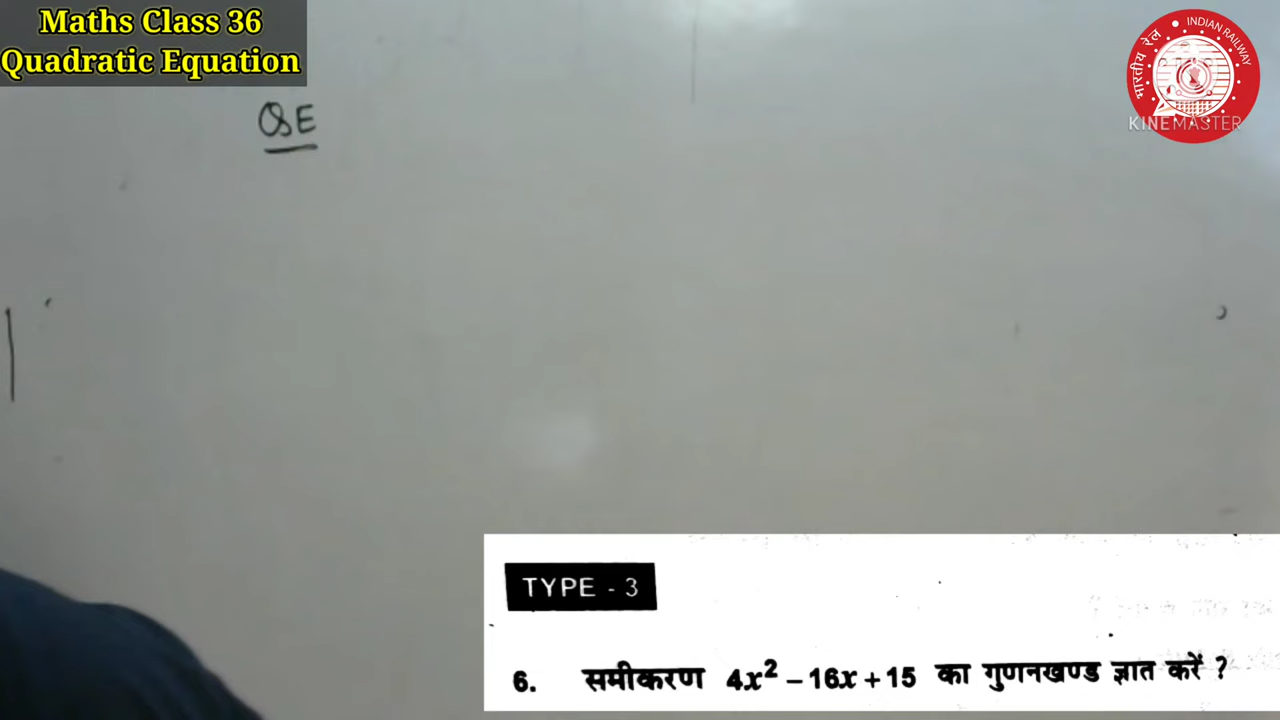 Maths Class 36
Quadratic Equation
भारतीय रेल
INDIAN RAILWAY
KINEMASTER
QE
TYPE - 3
6. समीकरण 4x² – 16x + 15 का गुणनखण्ड ज्ञात करें ?